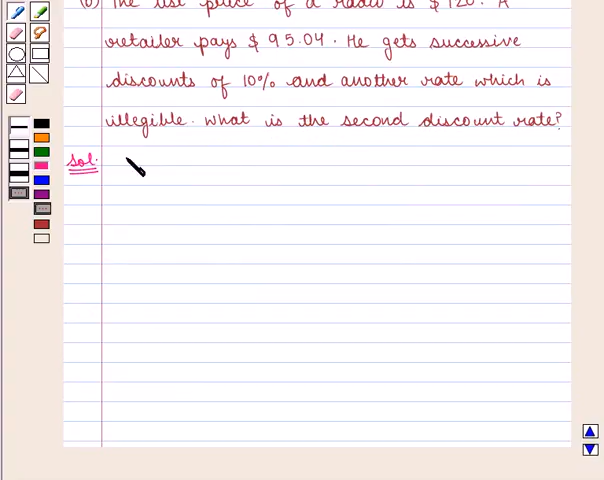 (b) The list price of a radio is $ 120. A
retailer pays $ 95.04. He gets successive
discounts of 10% and another rate which is
illegible. What is the second discount rate?
Sol.